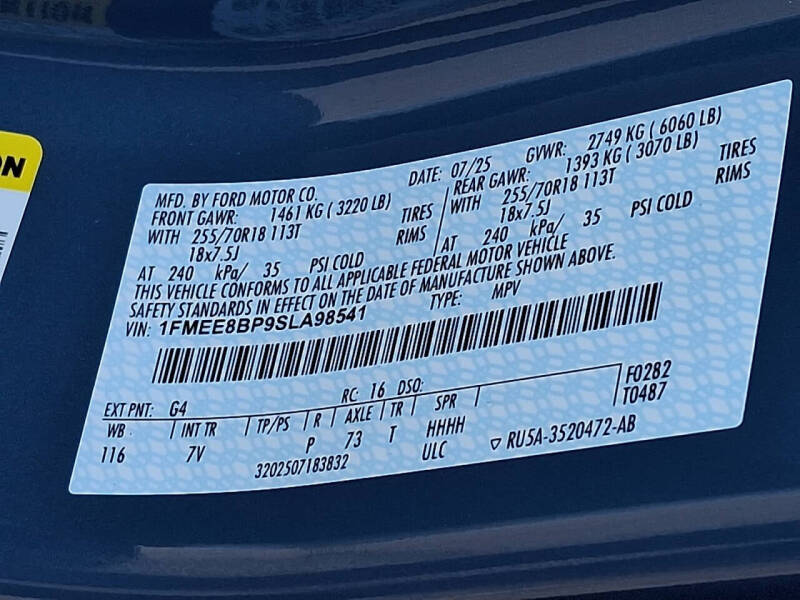 ON
MFD. BY FORD MOTOR CO. DATE: 07/25 GVWR: 2749 KG ( 6060 LB)
FRONT GAWR: 1461 KG ( 3220 LB) REAR GAWR: 1393 KG ( 3070 LB)
WITH 255/70R18 113T TIRES WITH 255/70R18 113T TIRES
18x7.5J RIMS 18x7.5J RIMS
AT 240 kPa/ 35 PSI COLD AT 240 kPa/ 35 PSI COLD
THIS VEHICLE CONFORMS TO ALL APPLICABLE FEDERAL MOTOR VEHICLE
SAFETY STANDARDS IN EFFECT ON THE DATE OF MANUFACTURE SHOWN ABOVE.
VIN: 1FMEE8BP9SLA98541 TYPE: MPV
EXT PNT: G4 RC: 16 DSO: F0282
WB INT TR TP/PS R AXLE TR SPR T0487
116 7V P 73 T HHHH
3202507183832 ULC ▽ RU5A-3520472-AB